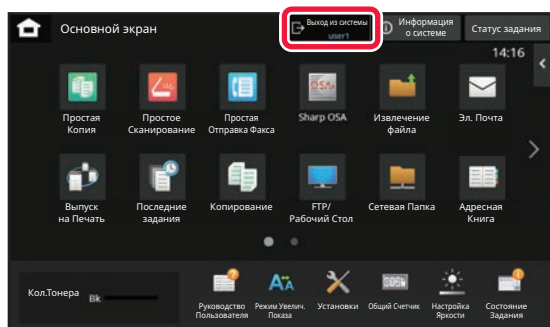 Основной экран
Выход из системы
user1
Информация
о системе
Статус задания
14:16
Простая
Копия
Простое
Сканирование
Простая
Отправка Факса
OSA
Sharp OSA
Извлечение
файла
Эл. Почта
Выпуск
на Печать
Последние
задания
Копирование
FTP/
Рабочий Стол
Сетевая Папка
Адресная
Книга
Кол.Тонера
Bk
Руководство
Пользователя
Режим Увелич.
Показа
Установки
Общий Счетчик
Настройка
Яркости
Состояние
Задания